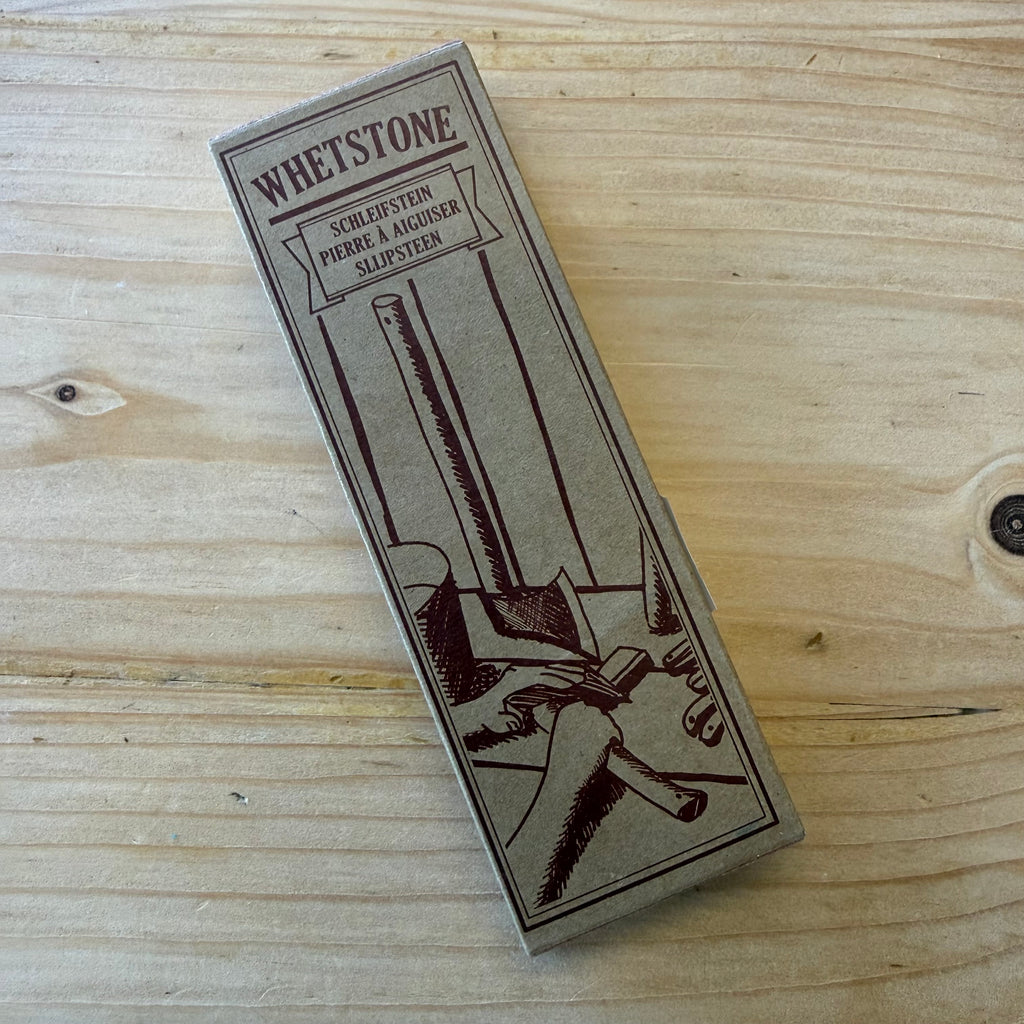 WHETSTONE
SCHLEIFSTEIN
PIERRE À AIGUISER
SLIJPSTEEN